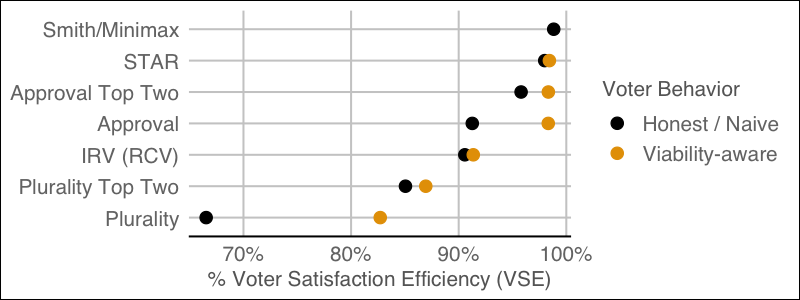 Smith/Minimax
STAR
Approval Top Two
Approval
IRV (RCV)
Plurality Top Two
Plurality
70% 80% 90% 100%
% Voter Satisfaction Efficiency (VSE)
Voter Behavior
Honest / Naive
Viability-aware